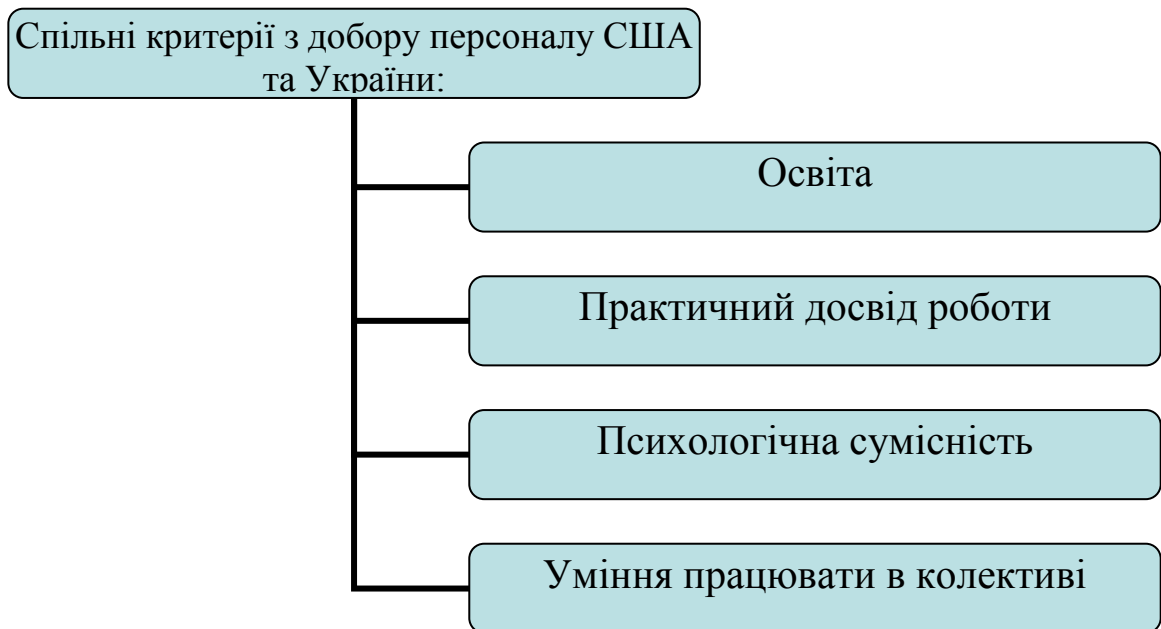 Спільні критерії з добору персоналу США
та України:
Освіта
Практичний досвід роботи
Психологічна сумісність
Уміння працювати в колективі